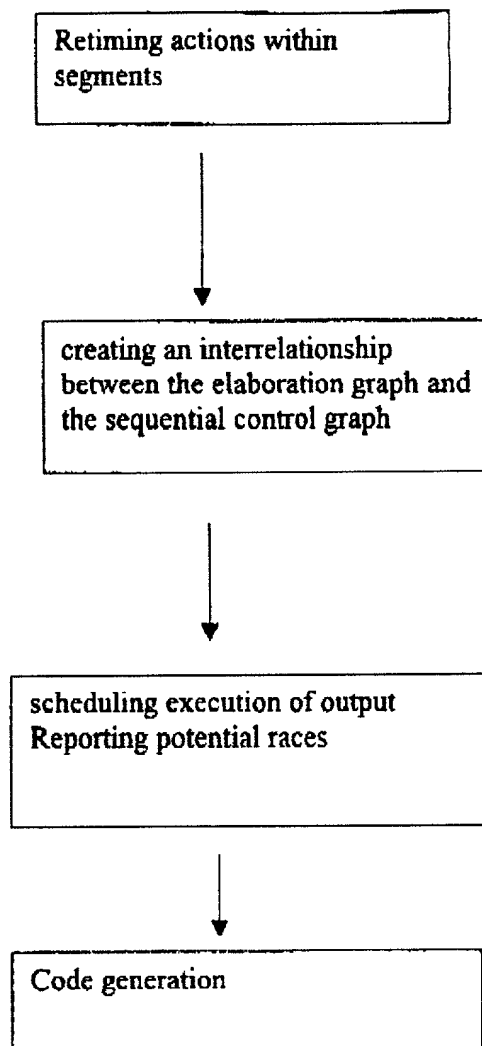 Retiming actions within
segments
creating an interrelationship
between the elaboration graph and
the sequential control graph
scheduling execution of output
Reporting potential races
Code generation